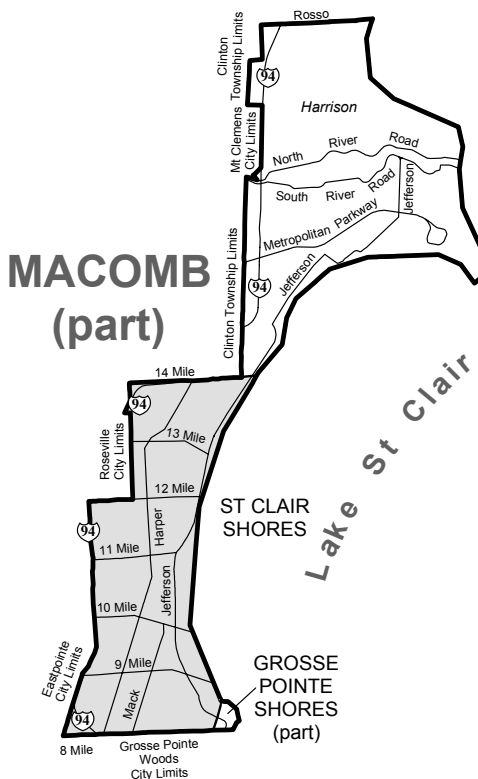 Rosso
Clinton
Township Limits
94
Harrison
Mt Clemens
City Limits
North River Road
South River Road
Jefferson
Metropolitan Parkway
Clinton Township Limits
94
Jefferson
MACOMB
(part)
Lake St Clair
14 Mile
94
Roseville
City Limits
13 Mile
12 Mile
ST CLAIR
SHORES
94
Harper
11 Mile
Jefferson
10 Mile
Eastpointe
City Limits
9 Mile
Mack
GROSSE
POINTE
SHORES
(part)
94
8 Mile
Grosse Pointe
Woods
City Limits